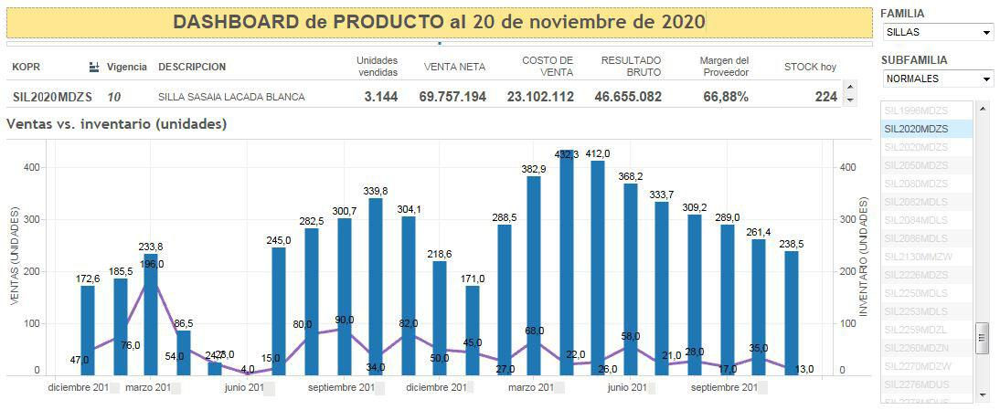 DASHBOARD de PRODUCTO al 20 de noviembre de 2020
FAMILIA
SILLAS
SUBFAMILIA
NORMALES
KOPR Vigencia DESCRIPCION Unidades vendidas VENTA NETA COSTO DE VENTA RESULTADO BRUTO Margen del Proveedor STOCK hoy
SIL2020MDZS 10 SILLA SASAIA LACADA BLANCA 3.144 69.757.194 23.102.112 46.655.082 66,88% 224
Ventas vs. inventario (unidades)
VENTAS (UNIDADES)
400
300
200
100
0
172,6 185,5 233,8 86,5 245,0 282,5 300,7 339,8 304,1 218,6 171,0 288,5 382,9 432,3 412,0 368,2 333,7 309,2 289,0 261,4 238,5
47,0 76,0 196,0 54,0 4,0 15,0 80,0 90,0 34,0 82,0 50,0 45,0 27,0 68,0 22,0 26,0 58,0 21,0 28,0 17,0 35,0 13,0
400
300
200
100
0
INVENTARIO (UNIDADES)
diciembre 201 marzo 201 junio 201 septiembre 201 diciembre 201 marzo 201 junio 201 septiembre 201
SIL1996MDZS
SIL2020MDZS
SIL2020MDZS
SIL2050MDZS
SIL2080MDZS
SIL2082MDLS
SIL2084MDLS
SIL2086MDLS
SIL2130MMZW
SIL2226MDZS
SIL2250MDLS
SIL2253MDLS
SIL2259MDZL
SIL2260MDZN
SIL2270MDZW
SIL2276MDUS
SIL2278MDUS